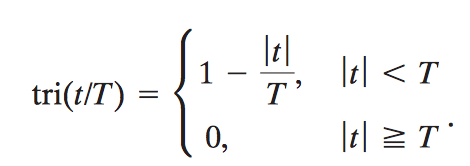 tri(t/T) = { 1 − |t|/T, |t| < T
0, |t| ≧ T .